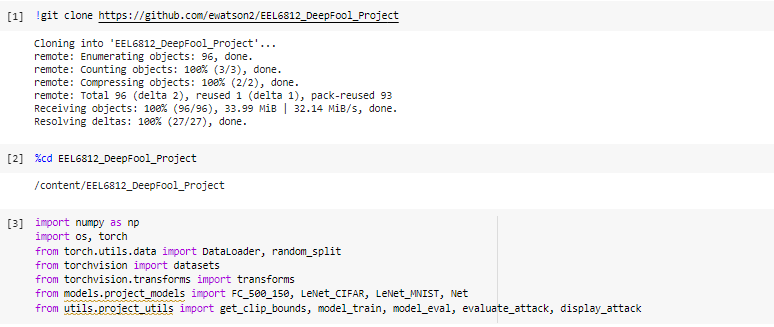 [1] !git clone https://github.com/ewatson2/EEL6812_DeepFool_Project
Cloning into 'EEL6812_DeepFool_Project'...
remote: Enumerating objects: 96, done.
remote: Counting objects: 100% (3/3), done.
remote: Compressing objects: 100% (2/2), done.
remote: Total 96 (delta 2), reused 1 (delta 1), pack-reused 93
Receiving objects: 100% (96/96), 33.99 MiB | 32.14 MiB/s, done.
Resolving deltas: 100% (27/27), done.
[2] %cd EEL6812_DeepFool_Project
/content/EEL6812_DeepFool_Project
[3] import numpy as np
import os, torch
from torch.utils.data import DataLoader, random_split
from torchvision import datasets
from torchvision.transforms import transforms
from models.project_models import FC_500_150, LeNet_CIFAR, LeNet_MNIST, Net
from utils.project_utils import get_clip_bounds, model_train, model_eval, evaluate_attack, display_attack